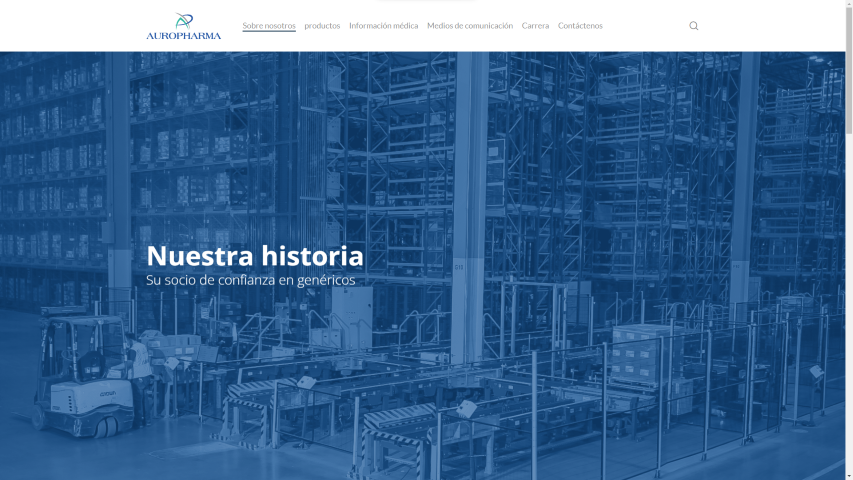 AUROPHARMA
Sobre nosotros productos Información médica Medios de comunicación Carrera Contáctenos
Nuestra historia
Su socio de confianza en genéricos
CROWN